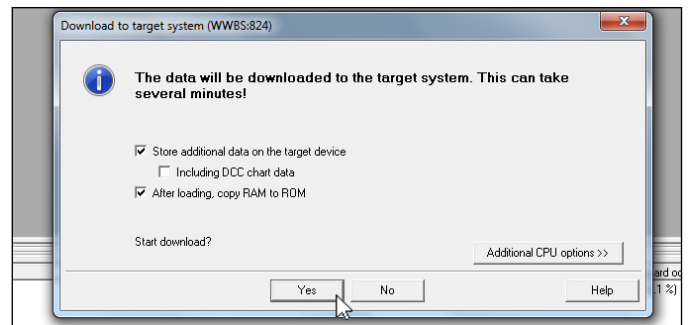 Download to target system (WWBS:824)
The data will be downloaded to the target system. This can take
several minutes!
Store additional data on the target device
Including DCC chart data
After loading, copy RAM to ROM
Start download?
Additional CPU options >>
Yes No Help
.1 %)